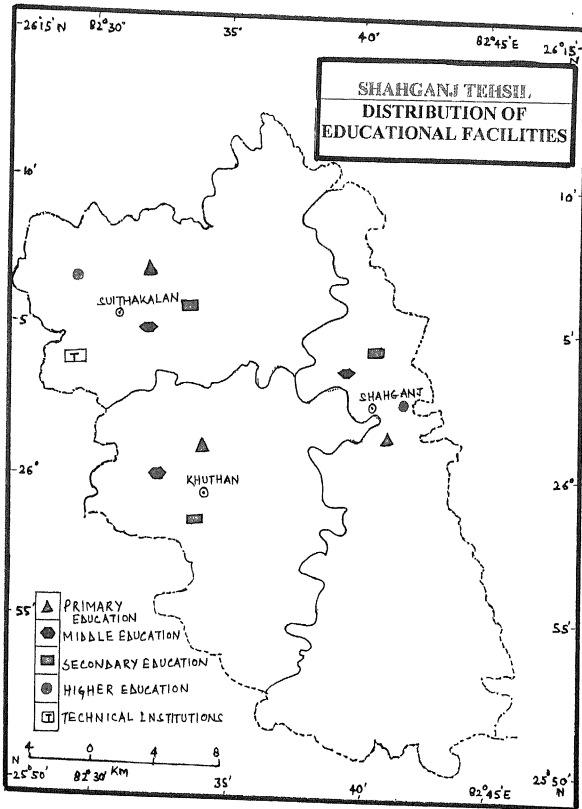 26°15' N 82°30' 35' 40' 82°45' E 26°15'
SHAHGANJ TEHSIL
DISTRIBUTION OF
EDUCATIONAL FACILITIES
10' 10'
SUITHAKALAN
5' 5'
T
SHAHGANJ
26° 26°
KHUTHAN
55' 55'
PRIMARY
EDUCATION
MIDDLE EDUCATION
SECONDARY EDUCATION
HIGHER EDUCATION
T TECHNICAL INSTITUTIONS
4 0 4 8
KM
N
25°50' 82°30' 35' 40' 82°45' E 25°50'